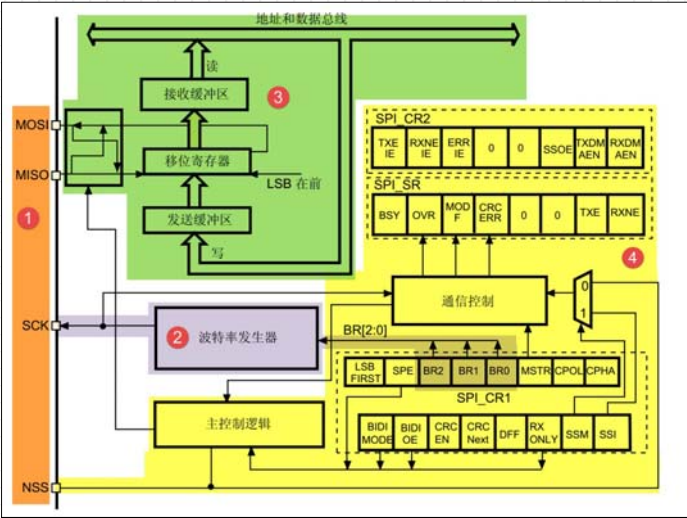 地址和数据总线
读
接收缓冲区
3
MOSI
移位寄存器
MISO
LSB 在前
1
发送缓冲区
写
SPI_CR2
TXE IE
RXNE IE
ERR IE
0
0
SSOE
TXDM AEN
RXDM AEN
SPI_SR
BSY
OVR
MOD F
CRC ERR
0
0
TXE
RXNE
4
通信控制
0
1
SCK
2
波特率发生器
BR[2:0]
LSB FIRST
SPE
BR2
BR1
BR0
MSTR
CPOL
CPHA
SPI_CR1
主控制逻辑
BIDI MODE
BIDI OE
CRC EN
CRC Next
DFF
RX ONLY
SSM
SSI
NSS